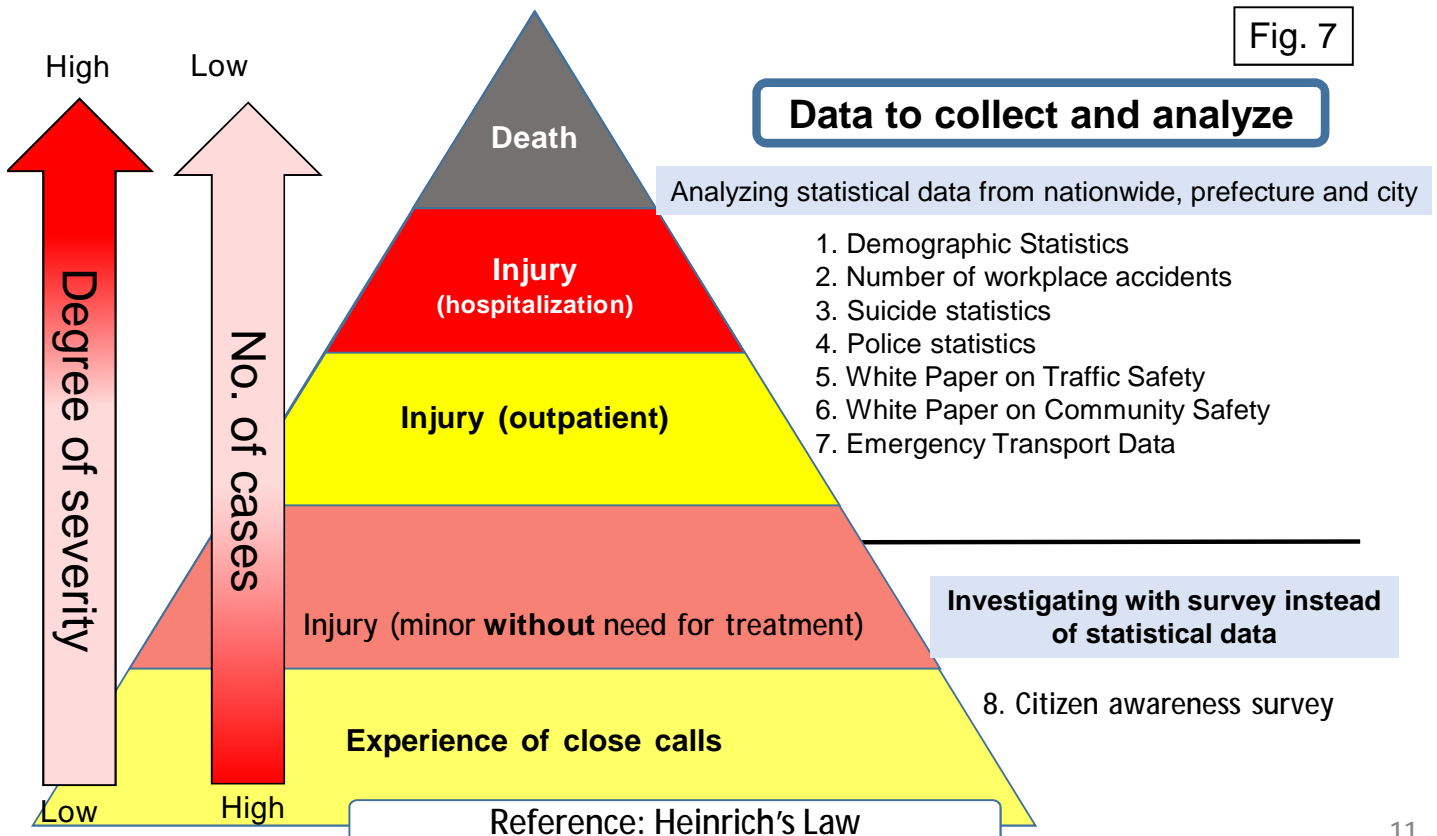 Fig. 7
High
Low
Degree of severity
No. of cases
Low
High
Death
Injury
(hospitalization)
Injury (outpatient)
Injury (minor without need for treatment)
Experience of close calls
Reference: Heinrich's Law
Data to collect and analyze
Analyzing statistical data from nationwide, prefecture and city
1. Demographic Statistics
2. Number of workplace accidents
3. Suicide statistics
4. Police statistics
5. White Paper on Traffic Safety
6. White Paper on Community Safety
7. Emergency Transport Data
Investigating with survey instead
of statistical data
8. Citizen awareness survey
11